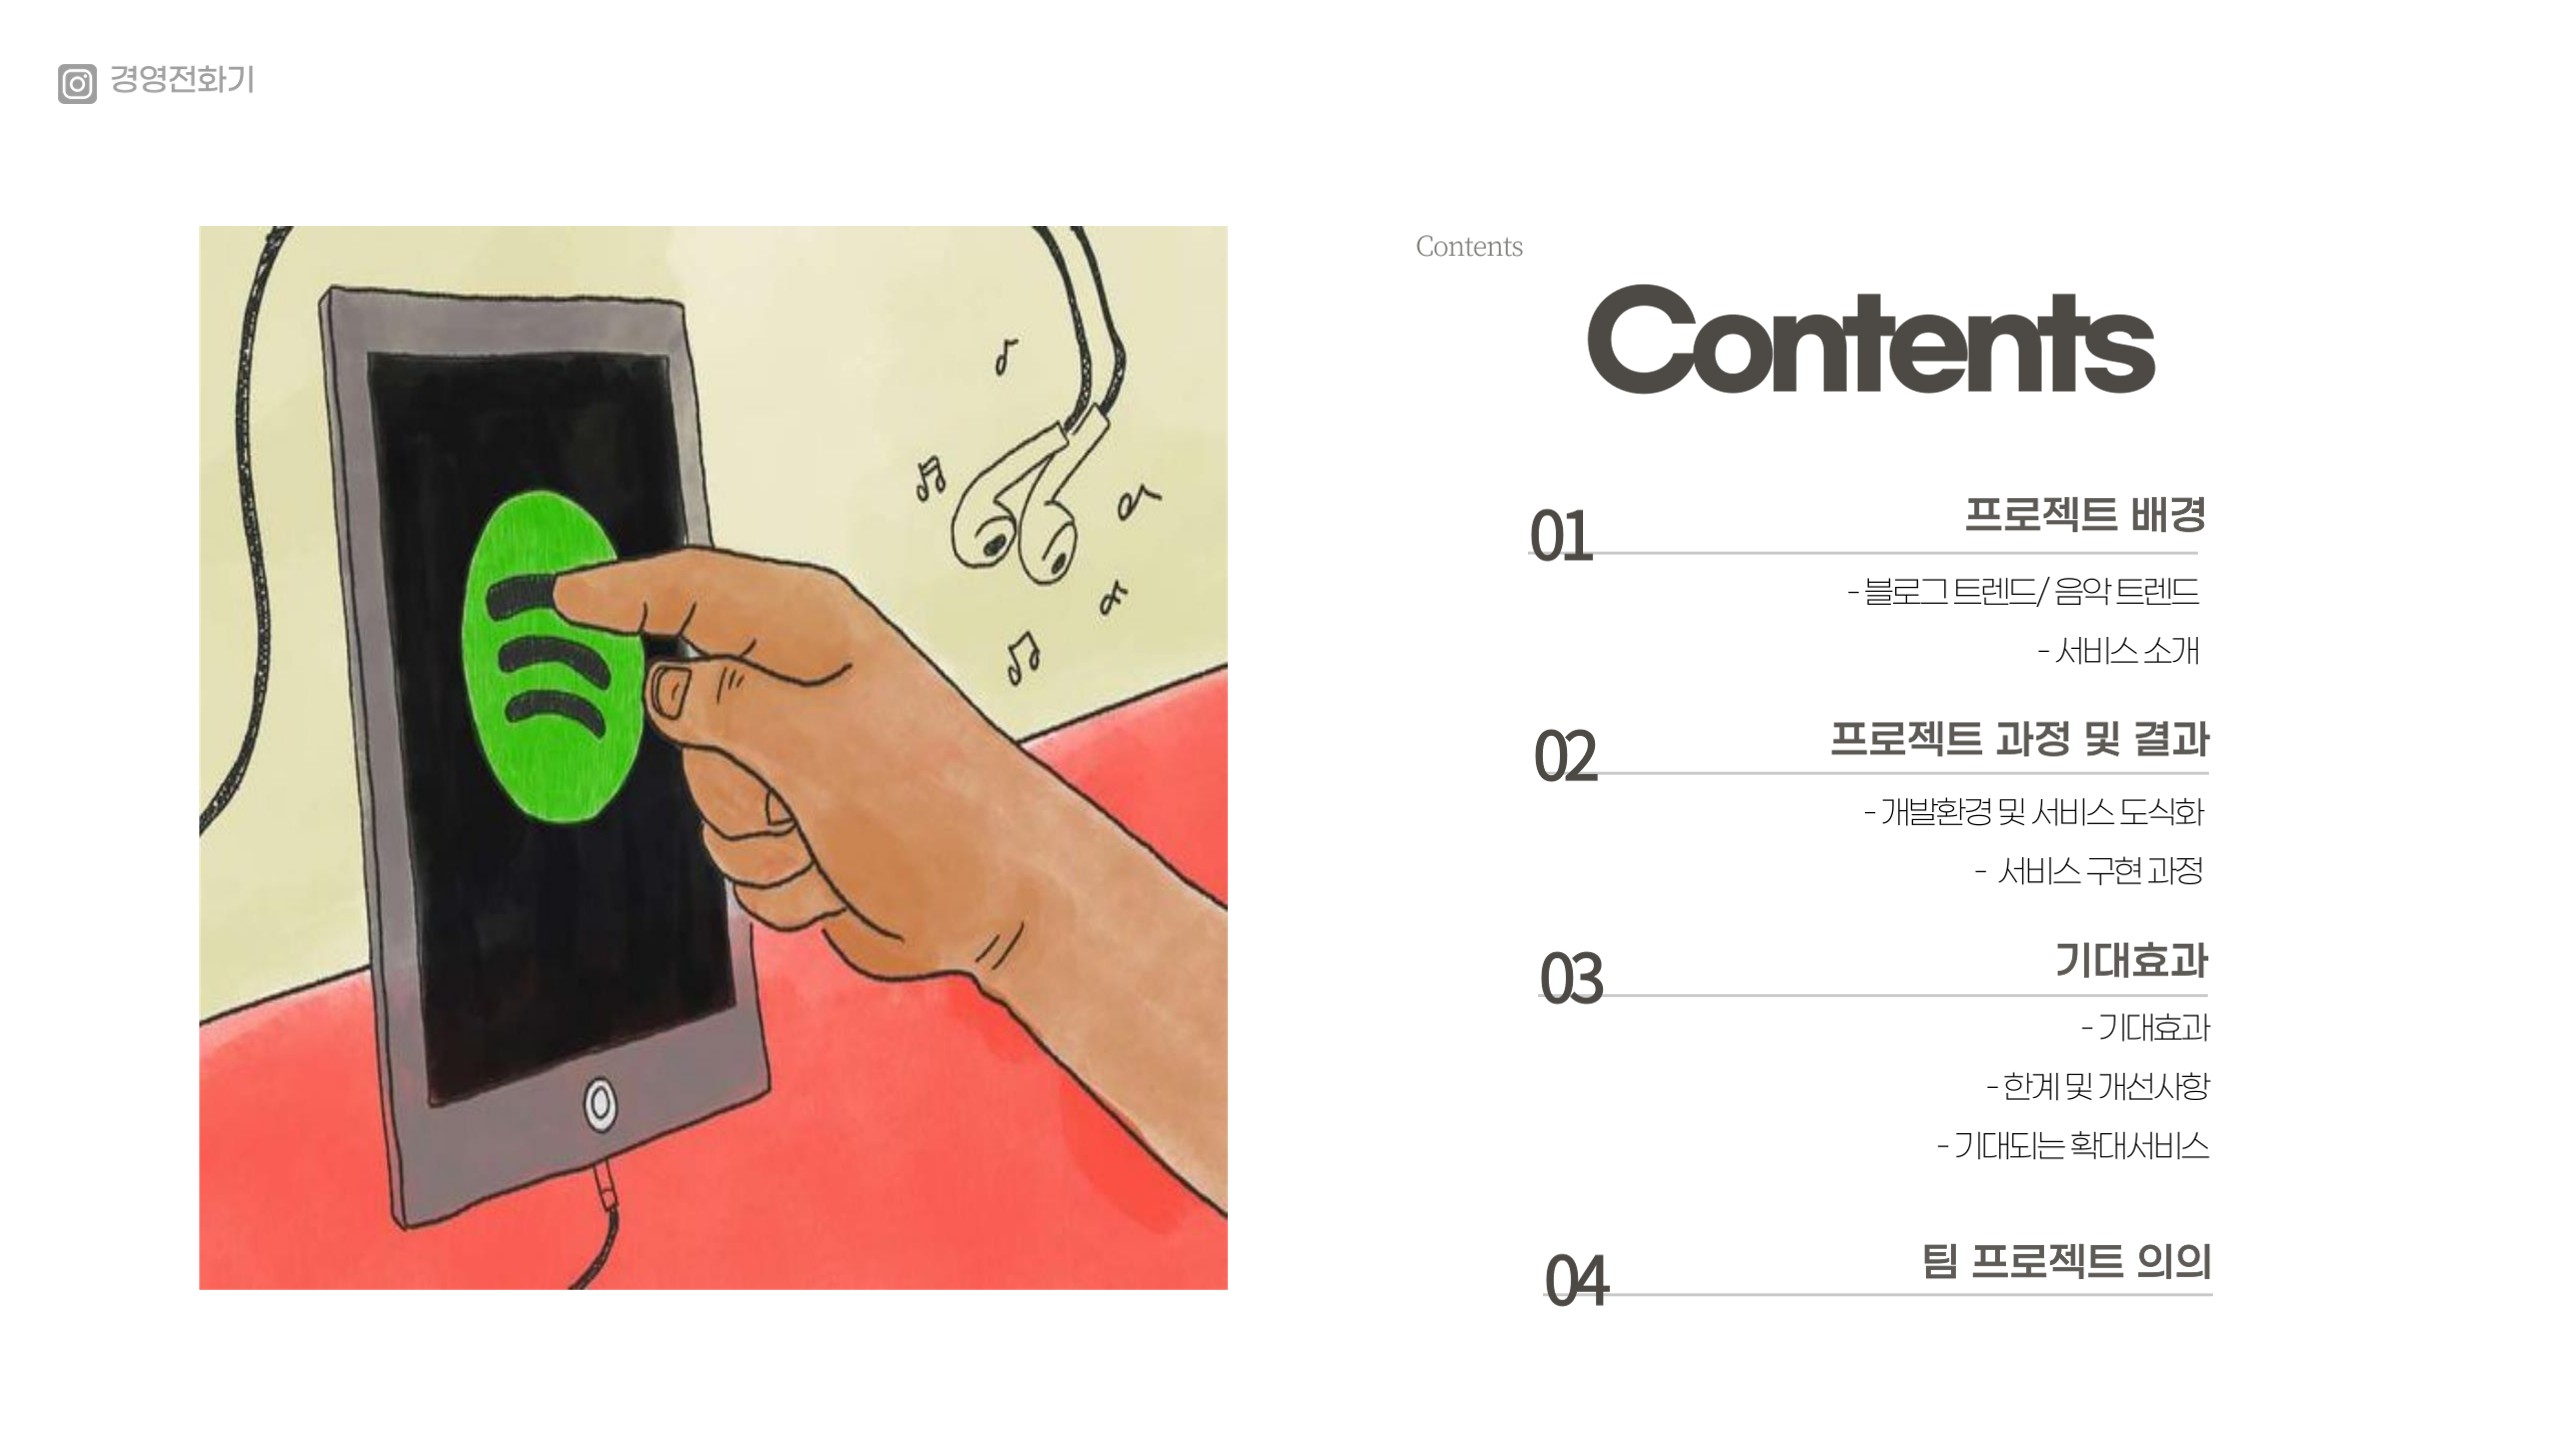 경영전화기
Contents
Contents
01 프로젝트 배경
- 블로그 트렌드/ 음악 트렌드
- 서비스 소개
02 프로젝트 과정 및 결과
- 개발환경 및 서비스 도식화
- 서비스 구현 과정
03 기대효과
- 기대효과
- 한계 및 개선사항
- 기대되는 확대서비스
04 팀 프로젝트 의의